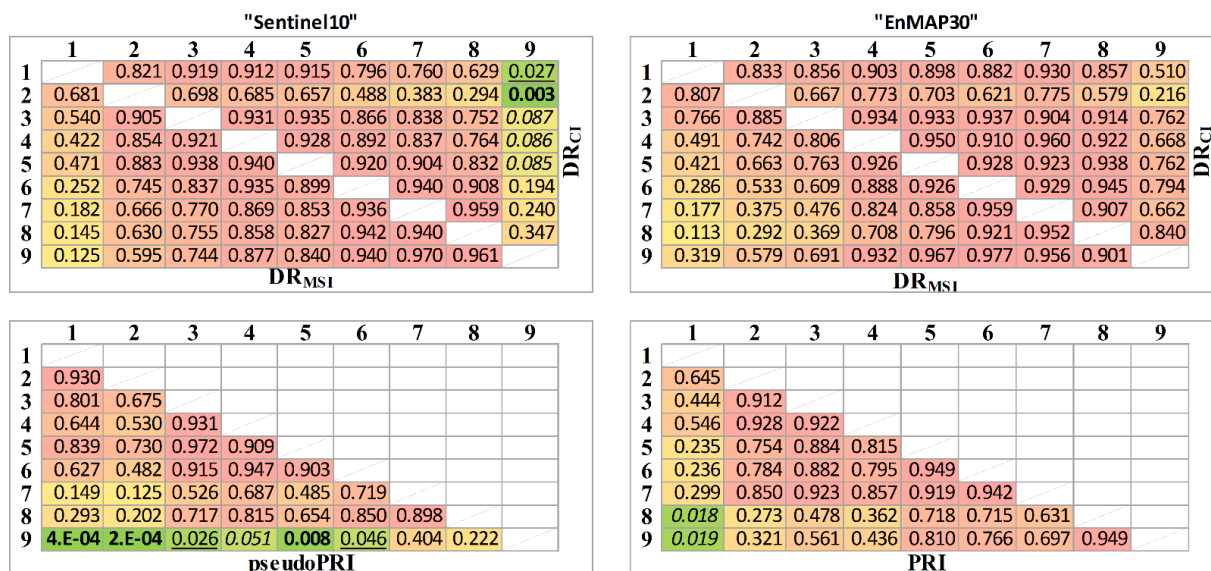 "Sentinel10" "EnMAP30"
1 2 3 4 5 6 7 8 9
1 0.821 0.919 0.912 0.915 0.796 0.760 0.629 0.027
2 0.681 0.698 0.685 0.657 0.488 0.383 0.294 0.003
3 0.540 0.905 0.931 0.935 0.866 0.838 0.752 0.087
4 0.422 0.854 0.921 0.928 0.892 0.837 0.764 0.086
5 0.471 0.883 0.938 0.940 0.920 0.904 0.832 0.085
6 0.252 0.745 0.837 0.935 0.899 0.940 0.908 0.194
7 0.182 0.666 0.770 0.869 0.853 0.936 0.959 0.240
8 0.145 0.630 0.755 0.858 0.827 0.942 0.940 0.347
9 0.125 0.595 0.744 0.877 0.840 0.940 0.970 0.961
DRMSI
DRCI
1 2 3 4 5 6 7 8 9
1 0.833 0.856 0.903 0.898 0.882 0.930 0.857 0.510
2 0.807 0.667 0.773 0.703 0.621 0.775 0.579 0.216
3 0.766 0.885 0.934 0.933 0.937 0.904 0.914 0.762
4 0.491 0.742 0.806 0.950 0.910 0.960 0.922 0.668
5 0.421 0.663 0.763 0.926 0.928 0.923 0.938 0.762
6 0.286 0.533 0.609 0.888 0.926 0.929 0.945 0.794
7 0.177 0.375 0.476 0.824 0.858 0.959 0.907 0.662
8 0.113 0.292 0.369 0.708 0.796 0.921 0.952 0.840
9 0.319 0.579 0.691 0.932 0.967 0.977 0.956 0.901
DRMSI
DRCI
1 2 3 4 5 6 7 8 9
1
2 0.930
3 0.801 0.675
4 0.644 0.530 0.931
5 0.839 0.730 0.972 0.909
6 0.627 0.482 0.915 0.947 0.903
7 0.149 0.125 0.526 0.687 0.485 0.719
8 0.293 0.202 0.717 0.815 0.654 0.850 0.898
9 4.E-04 2.E-04 0.026 0.051 0.008 0.046 0.404 0.222
pseudoPRI
1 2 3 4 5 6 7 8 9
1
2 0.645
3 0.444 0.912
4 0.546 0.928 0.922
5 0.235 0.754 0.884 0.815
6 0.236 0.784 0.882 0.795 0.949
7 0.299 0.850 0.923 0.857 0.919 0.942
8 0.018 0.273 0.478 0.362 0.718 0.715 0.631
9 0.019 0.321 0.561 0.436 0.810 0.766 0.697 0.949
PRI